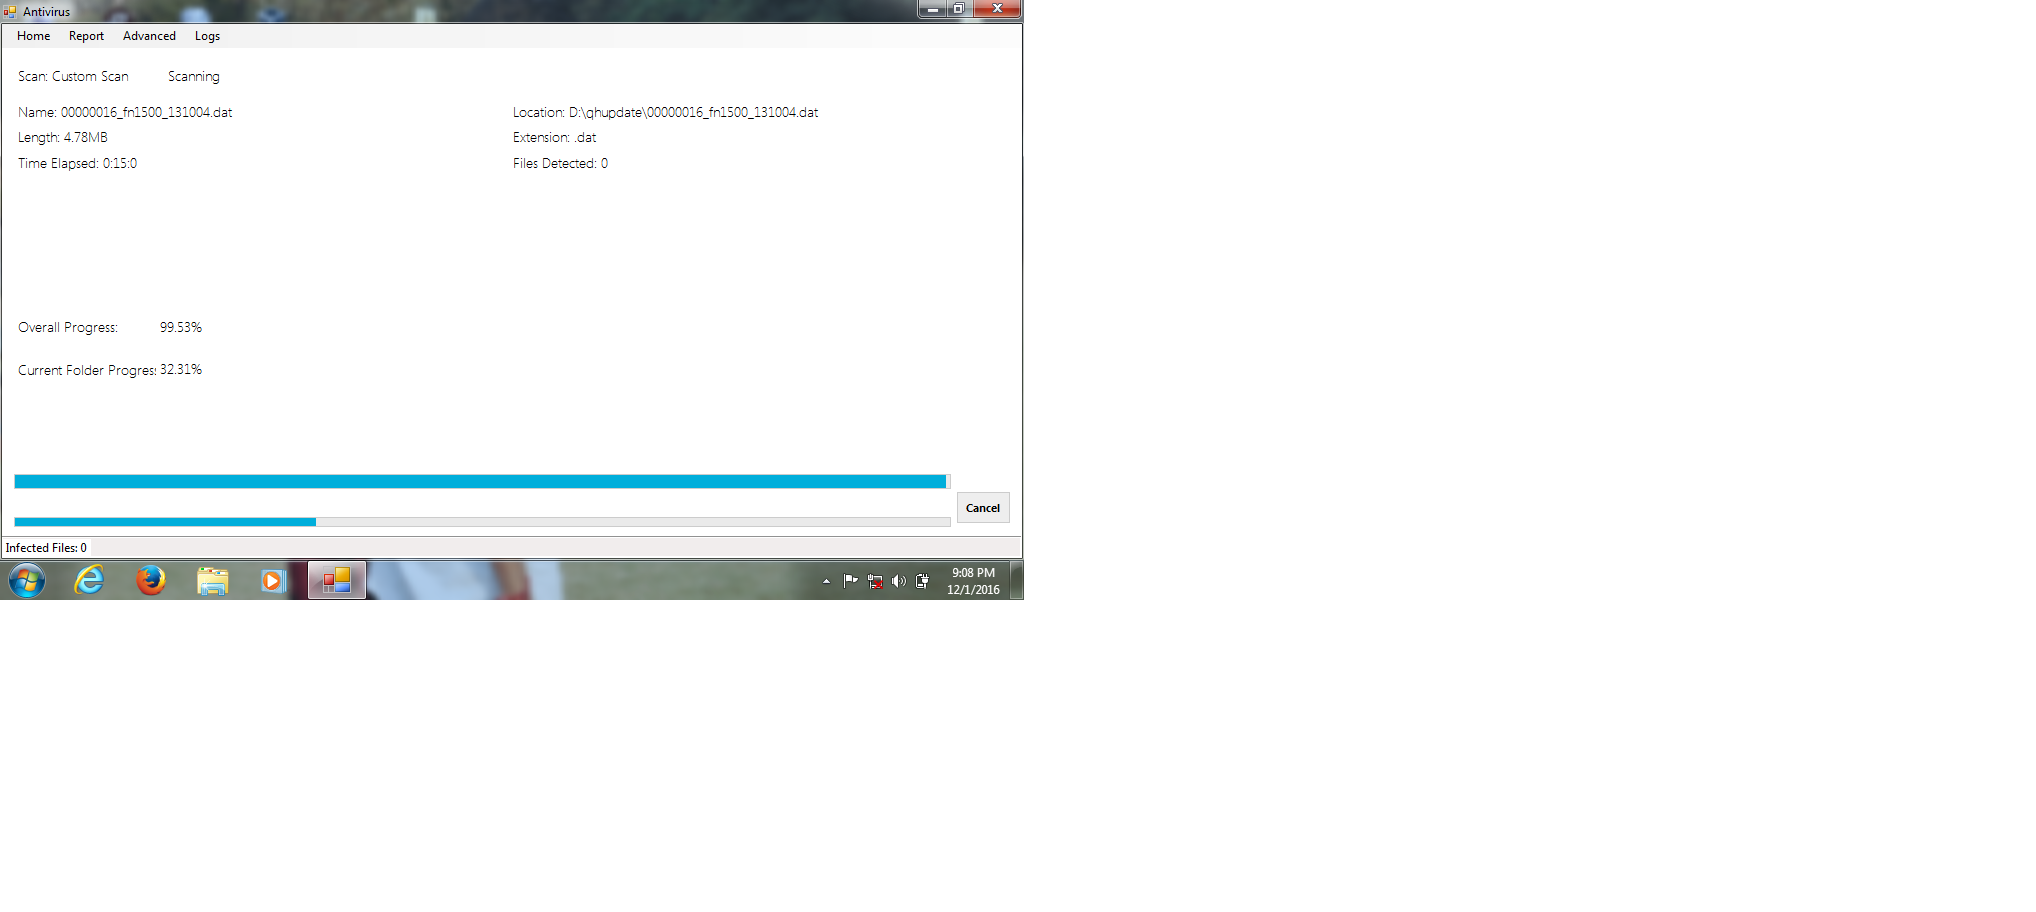 Antivirus
Home Report Advanced Logs
Scan: Custom Scan Scanning
Name: 00000016_fn1500_131004.dat Location: D:\qhupdate\00000016_fn1500_131004.dat
Length: 4.78MB Extension: .dat
Time Elapsed: 0:15:0 Files Detected: 0
Overall Progress: 99.53%
Current Folder Progres: 32.31%
Cancel
Infected Files: 0
9:08 PM
12/1/2016